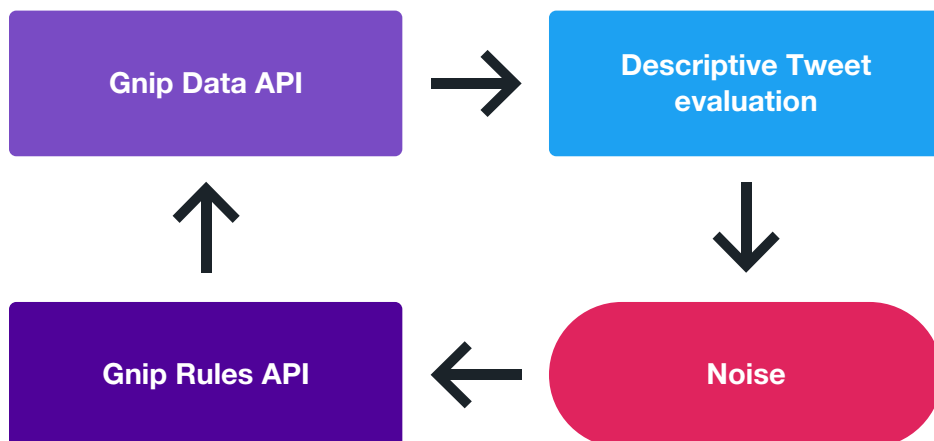 Gnip Data API
Descriptive Tweet
evaluation
Gnip Rules API
Noise